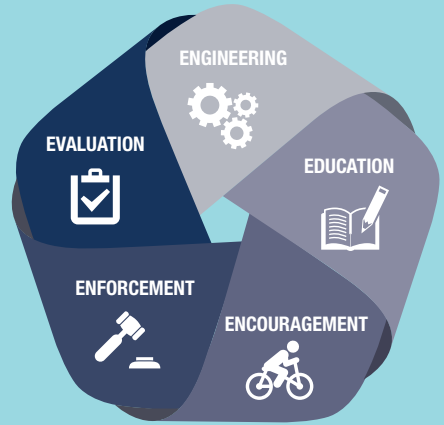 ENGINEERING
EVALUATION
EDUCATION
ENFORCEMENT
ENCOURAGEMENT